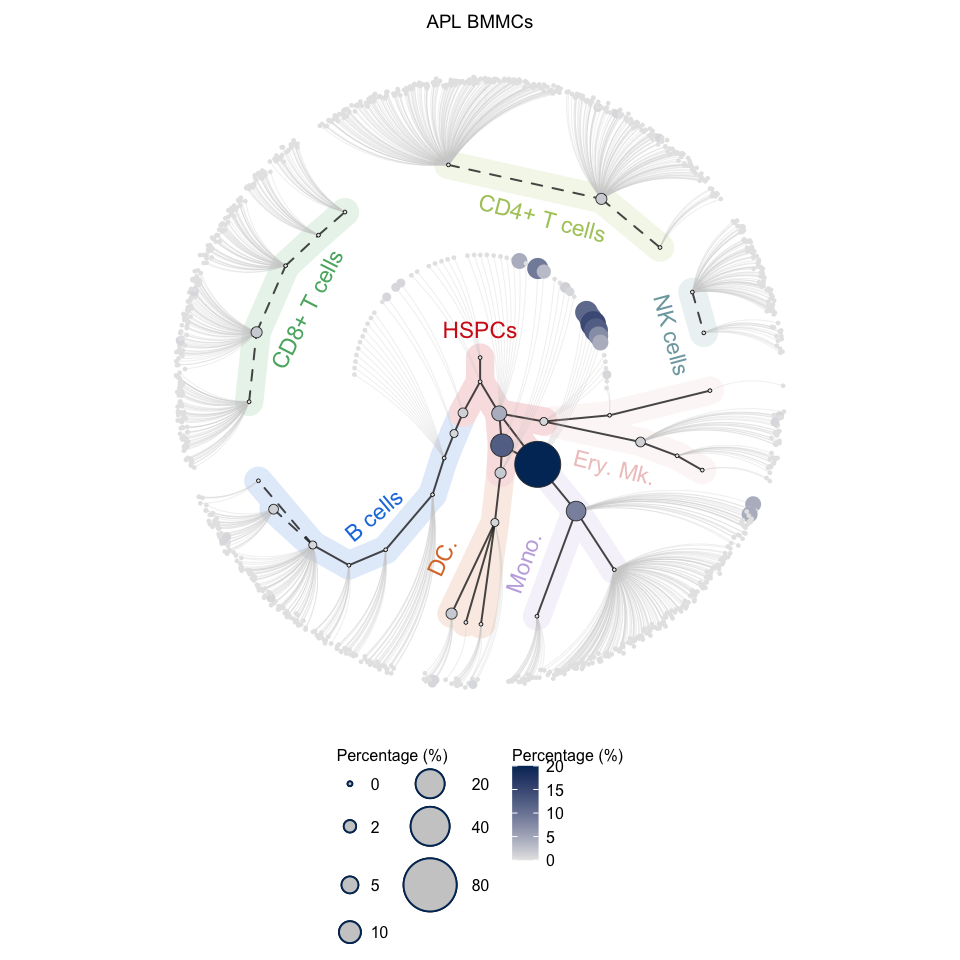 APL BMMCs
CD4+ T cells
CD8+ T cells
NK cells
HSPCs
Ery. Mk.
B cells
DC.
Mono.
Percentage (%) Percentage (%)
0 20 20
2 40 15
5 80 10
10 5
0